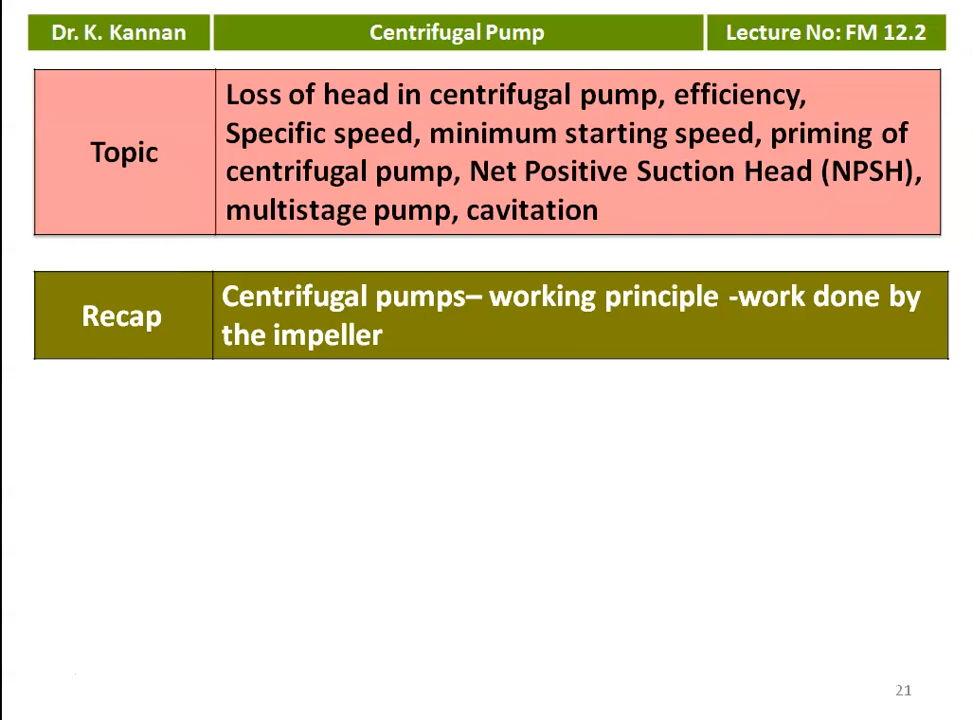 Dr. K. Kannan
Centrifugal Pump
Lecture No: FM 12.2
Topic
Loss of head in centrifugal pump, efficiency,
Specific speed, minimum starting speed, priming of
centrifugal pump, Net Positive Suction Head (NPSH),
multistage pump, cavitation
Recap
Centrifugal pumps– working principle -work done by
the impeller
21